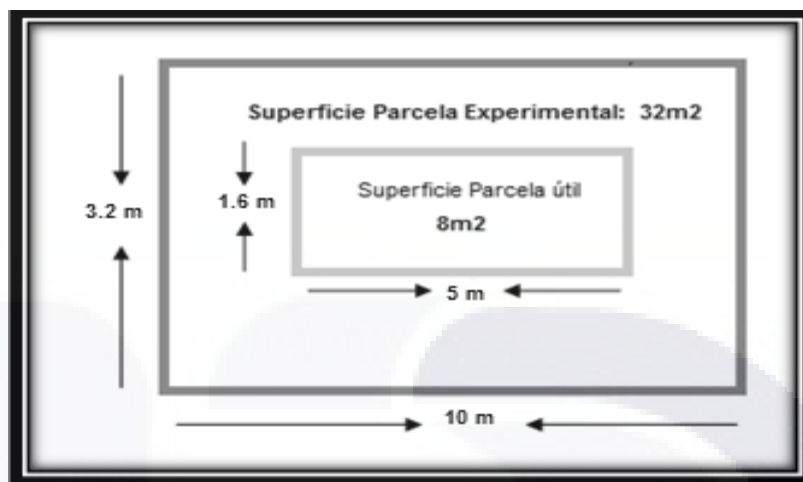 Superficie Parcela Experimental: 32m2
Superficie Parcela útil
8m2
3.2 m
1.6 m
5 m
10 m